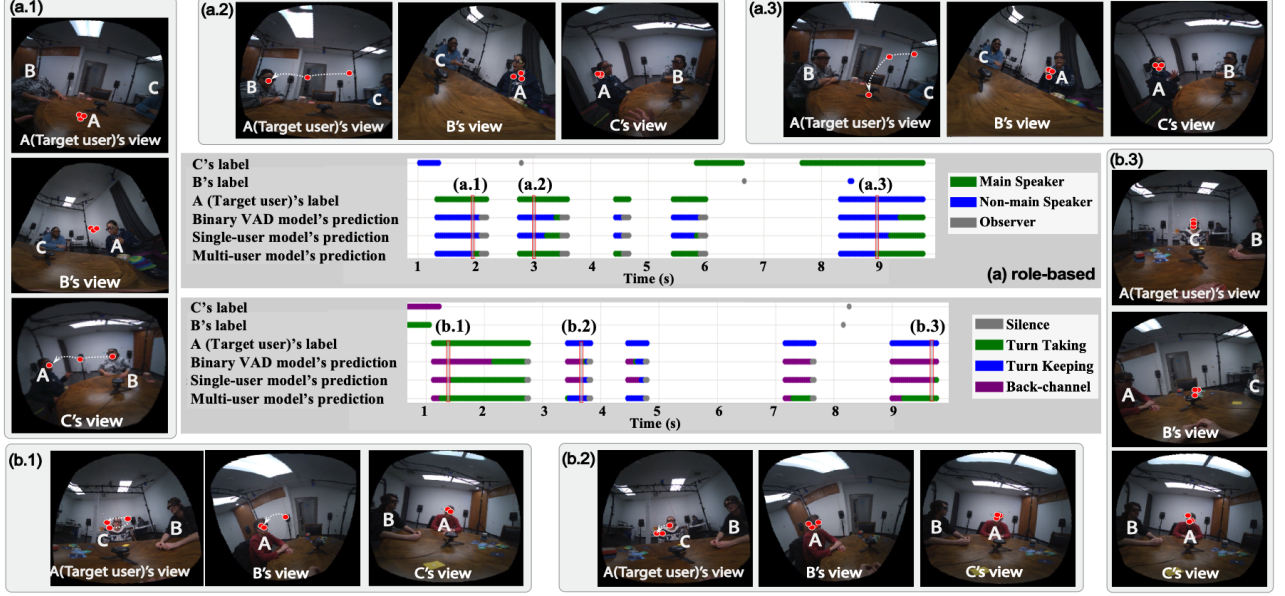 (a.1)
B
C
A
A(Target user)'s view
C
A
B's view
A
B
C's view
(a.2)
B
C
A(Target user)'s view
C
A
B's view
A
B
C's view
(a.3)
B
C
A(Target user)'s view
C
A
B's view
A
B
C's view
C's label
B's label
A (Target user)'s label
Binary VAD model's prediction
Single-user model's prediction
Multi-user model's prediction
(a.1)
(a.2)
(a.3)
1 2 3 4 5 6 7 8 9
Time (s)
Main Speaker
Non-main Speaker
Observer
(a) role-based
C's label
B's label
A (Target user)'s label
Binary VAD model's prediction
Single-user model's prediction
Multi-user model's prediction
(b.1)
(b.2)
(b.3)
1 2 3 4 5 6 7 8 9
Time (s)
Silence
Turn Taking
Turn Keeping
Back-channel
(b.3)
C
B
A(Target user)'s view
A
C
B's view
B
A
C's view
(b.1)
C
B
A(Target user)'s view
A
B's view
B
A
C's view
(b.2)
C
B
A(Target user)'s view
A
B's view
B
A
C's view